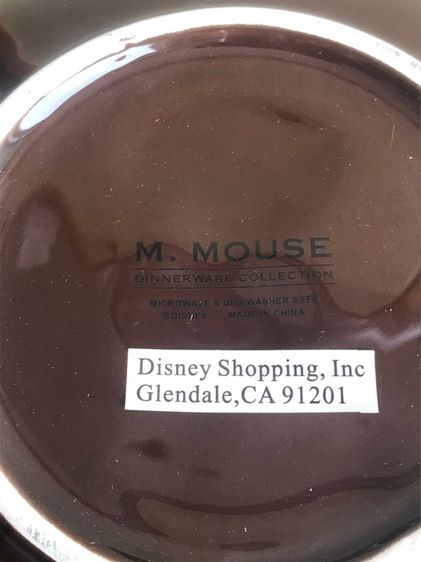 M. MOUSE
DINNERWARE COLLECTION
MICROWAVE & DISHWASHER SAFE
©DISNEY MADE IN CHINA
Disney Shopping, Inc
Glendale,CA 91201